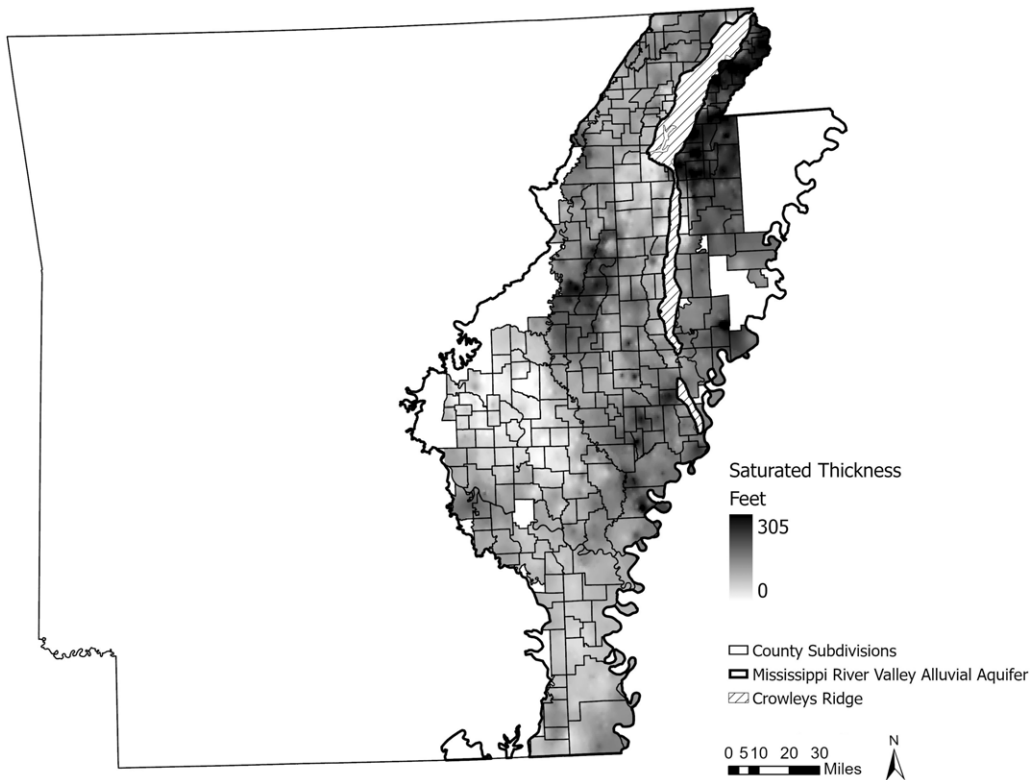 Saturated Thickness
Feet
305
0
County Subdivisions
Mississippi River Valley Alluvial Aquifer
Crowleys Ridge
0 5 10 20 30
Miles
N